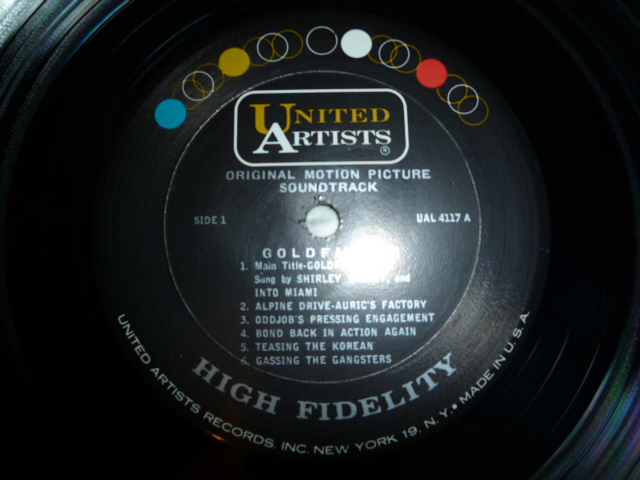 UNITED
ARTISTS
®
ORIGINAL MOTION PICTURE
SOUNDTRACK
SIDE 1
UAL 4117 A
1. Main Title-
Sung by SHIRLEY and
INTO MIAMI
2. ALPINE DRIVE-AURIC'S FACTORY
3. ODDJOB'S PRESSING ENGAGEMENT
4. BOND BACK IN ACTION AGAIN
5. TEASING THE KOREAN
6. GASSING THE GANGSTERS
HIGH FIDELITY
UNITED ARTISTS RECORDS, INC. NEW YORK 19, N.Y. • MADE IN U.S.A.